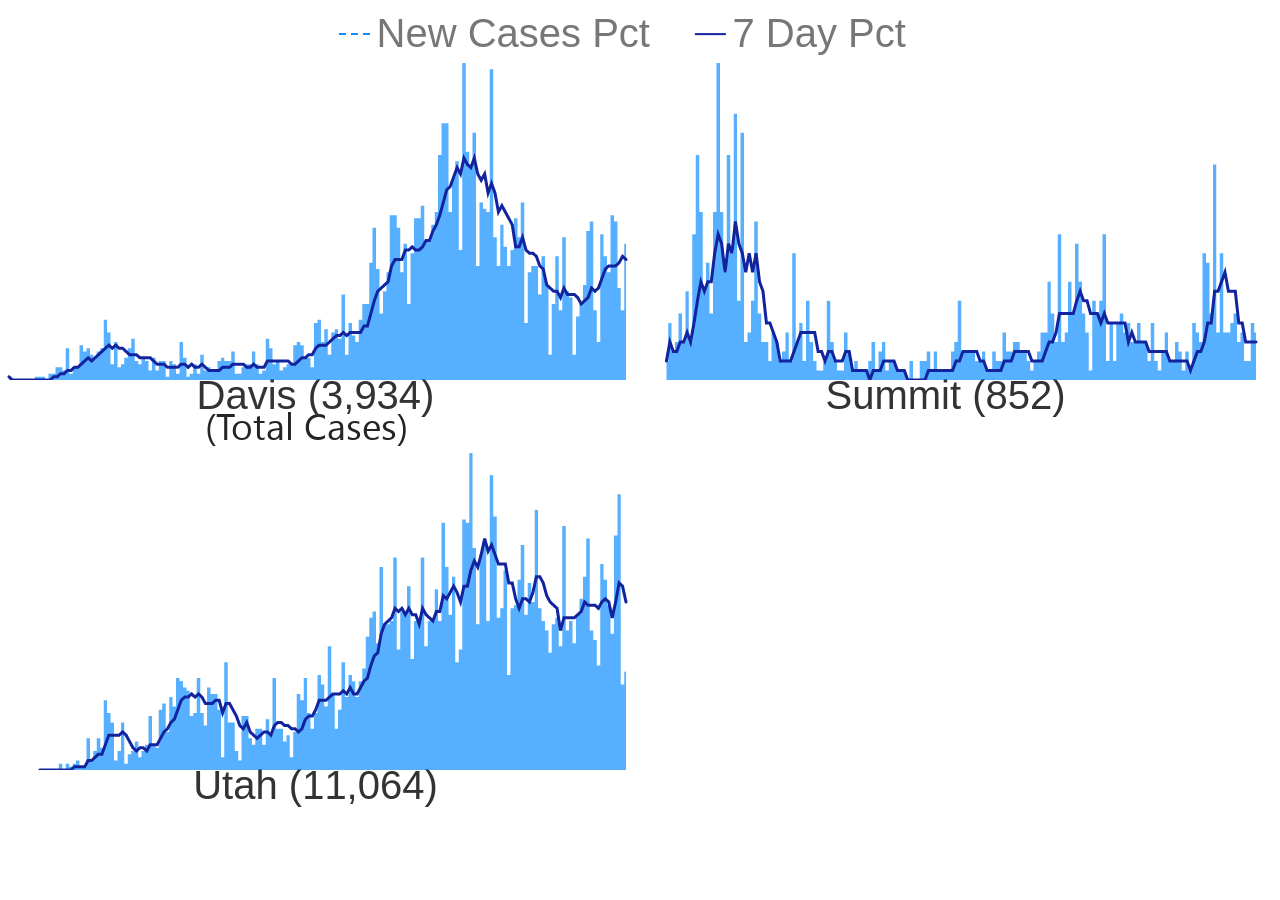 New Cases Pct 7 Day Pct
Davis (3,934)
(Total Cases)
Summit (852)
Utah (11,064)